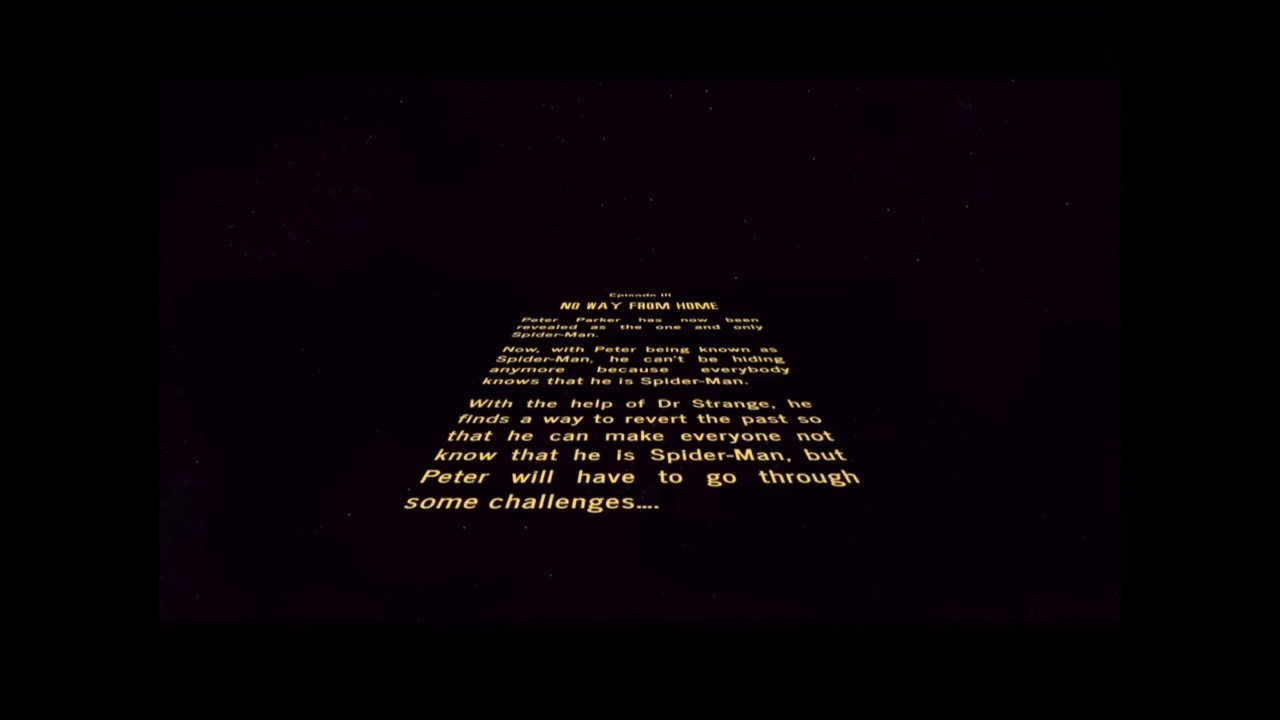 Episode III
NO WAY FROM HOME
Peter Parker has now been
revealed as the one and only
Spider-Man.
Now, with Peter being known as
Spider-Man, he can't be hiding
anymore because everybody
knows that he is Spider-Man.
With the help of Dr Strange, he
finds a way to revert the past so
that he can make everyone not
know that he is Spider-Man, but
Peter will have to go through
some challenges....